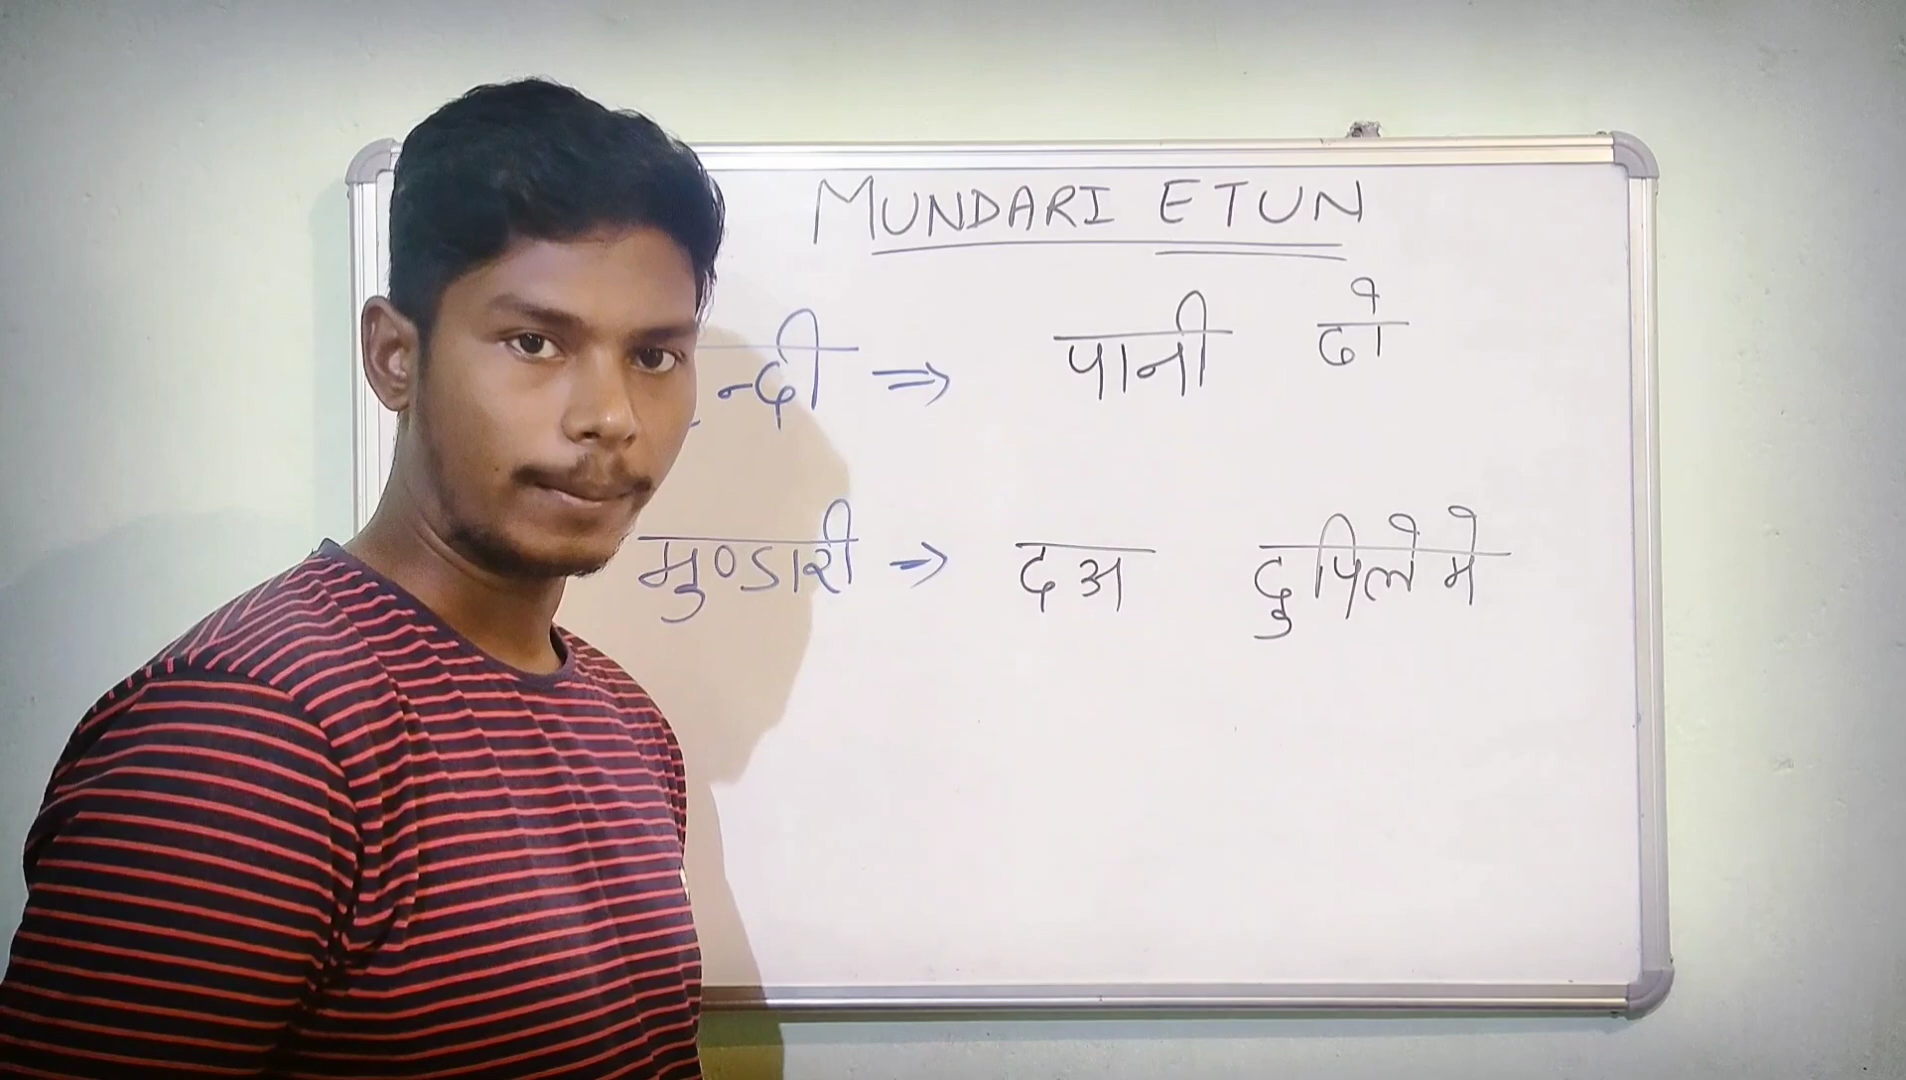 MUNDARI ETUN
न्दी ⇒ पानी ढो
मुण्डारी → दअ दुपिलेमे